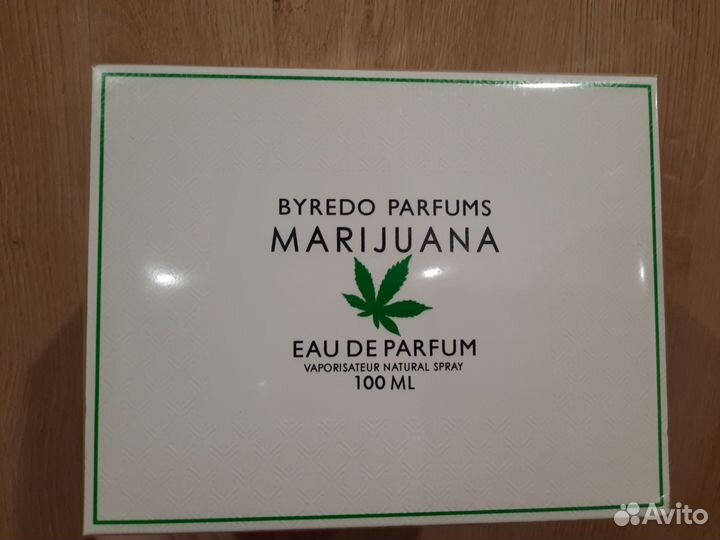 BYREDO PARFUMS
MARIJUANA
EAU DE PARFUM
VAPORISATEUR NATURAL SPRAY
100 ML
Avito